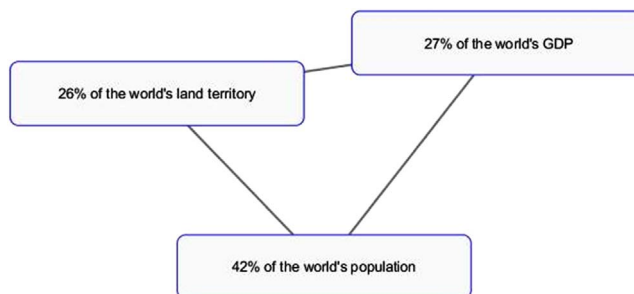 27% of the world's GDP
26% of the world's land territory
42% of the world's population